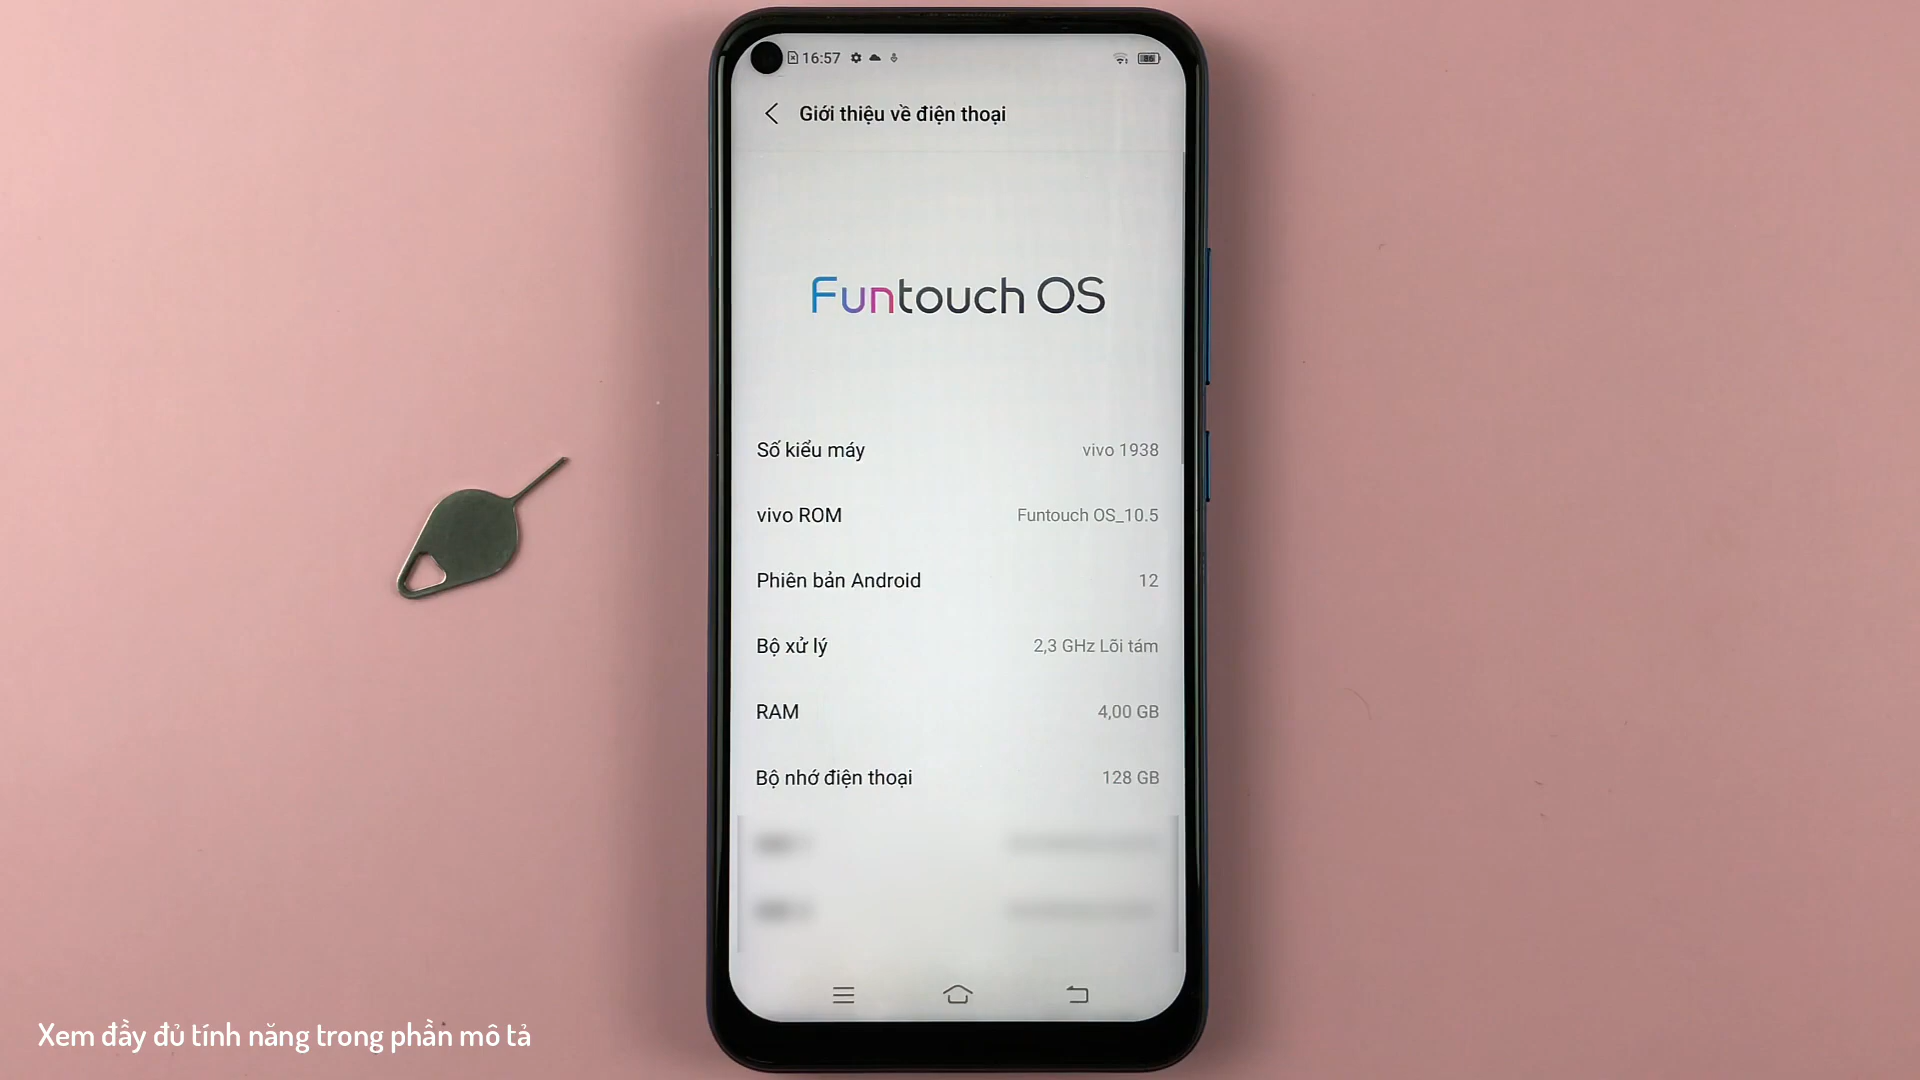 16:57
86
Giới thiệu về điện thoại
Funtouch OS
Số kiểu máy vivo 1938
vivo ROM Funtouch OS_10.5
Phiên bản Android 12
Bộ xử lý 2,3 GHz Lõi tám
RAM 4,00 GB
Bộ nhớ điện thoại 128 GB
Xem đầy đủ tính năng trong phần mô tả